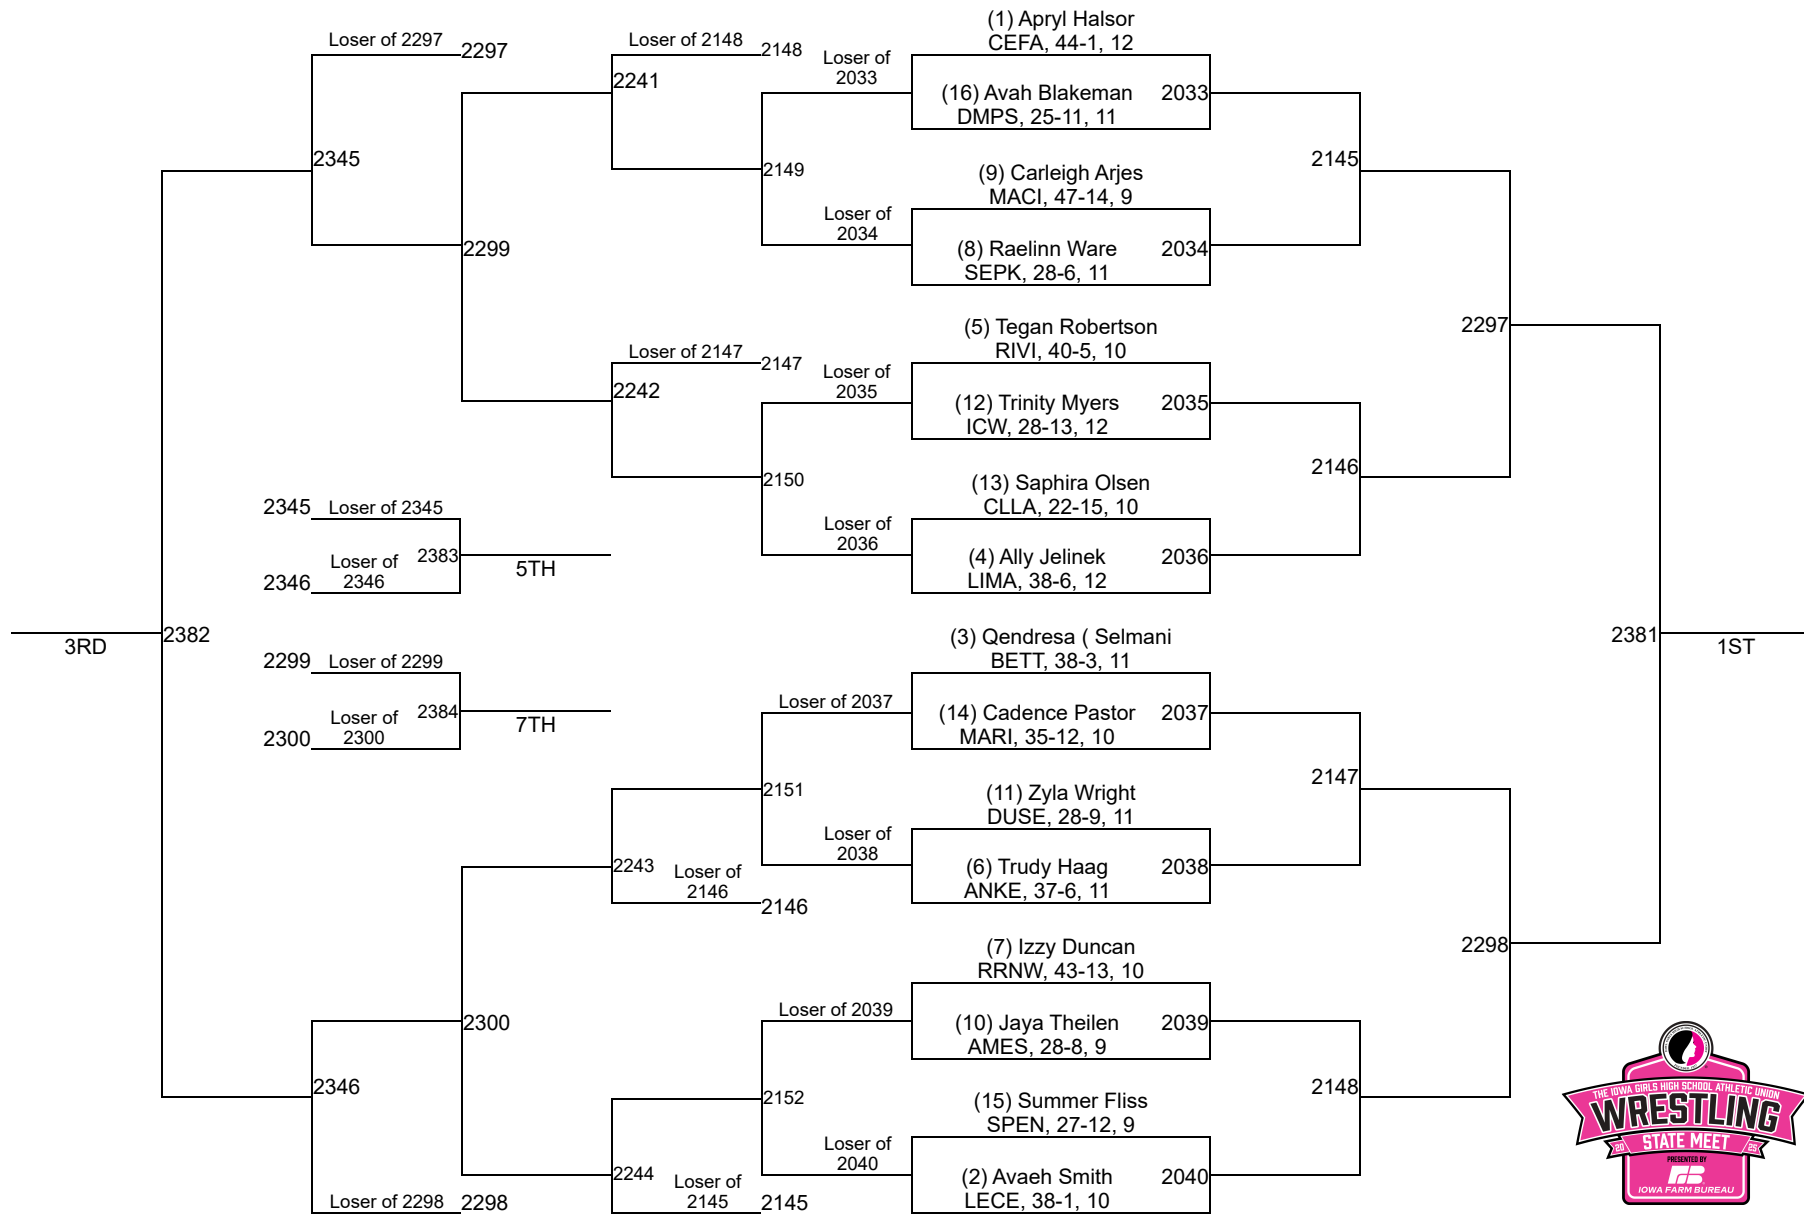 (1) Apryl Halsor
CEFA, 44-1, 12
Loser of 2297
2297
Loser of 2148
2148
Loser of
2033
2241
(16) Avah Blakeman
DMPS, 25-11, 11
2033
2345
2149
2145
(9) Carleigh Arjes
MACI, 47-14, 9
Loser of
2034
2299
(8) Raelinn Ware
SEPK, 28-6, 11
2034
(5) Tegan Robertson
RIVI, 40-5, 10
2297
Loser of 2147
2147
Loser of
2035
2242
(12) Trinity Myers
ICW, 28-13, 12
2035
2150
2146
(13) Saphira Olsen
CLLA, 22-15, 10
2345
Loser of 2345
Loser of
2036
2383
5TH
Loser of
2346
2346
(4) Ally Jelinek
LIMA, 38-6, 12
2036
3RD
2382
(3) Qendresa ( Selmani
BETT, 38-3, 11
2381
1ST
2299
Loser of 2299
2384
7TH
Loser of
2300
2300
Loser of 2037
(14) Cadence Pastor
MARI, 35-12, 10
2037
2151
2147
(11) Zyla Wright
DUSE, 28-9, 11
Loser of
2038
2243
Loser of
2146
2146
(6) Trudy Haag
ANKE, 37-6, 11
2038
(7) Izzy Duncan
RRNW, 43-13, 10
2298
Loser of 2039
2300
(10) Jaya Theilen
AMES, 28-8, 9
2039
2346
2152
2148
(15) Summer Fliss
SPEN, 27-12, 9
Loser of
2040
2244
Loser of
2145
2145
(2) Avaeh Smith
LECE, 38-1, 10
2040
Loser of 2298
2298
THE IOWA GIRLS HIGH SCHOOL ATHLETIC UNION
WRESTLING
20 STATE MEET 25
PRESENTED BY
FB
IOWA FARM BUREAU